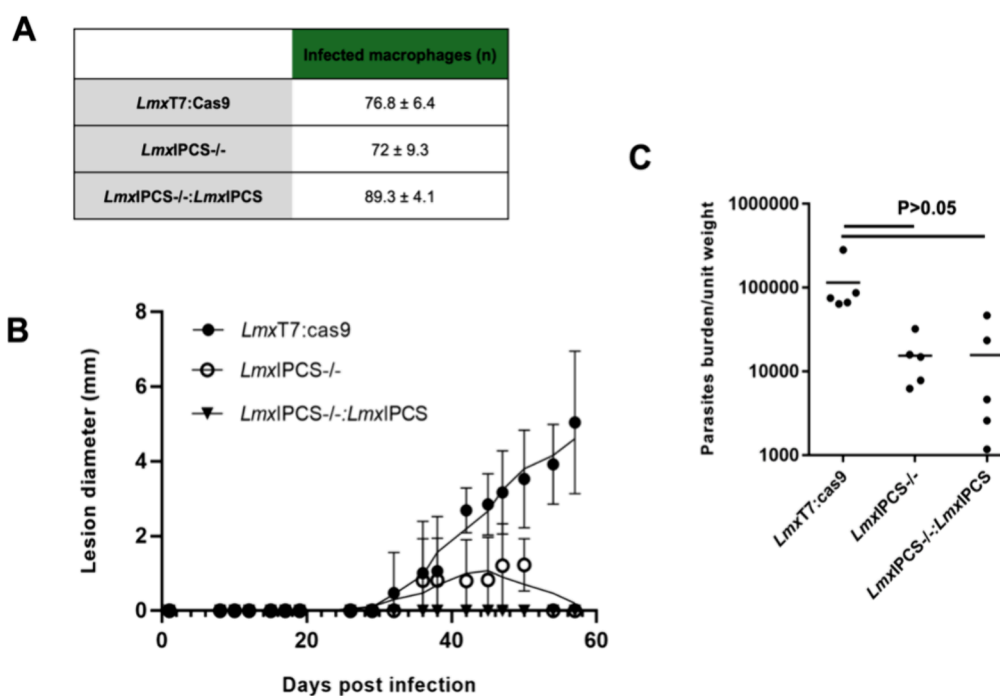 A
Infected macrophages (n)
LmxT7:Cas9
76.8 ± 6.4
LmxIPCS-/-
72 ± 9.3
LmxIPCS-/-:LmxIPCS
89.3 ± 4.1
B
8
6
4
2
0
Lesion diameter (mm)
LmxT7:cas9
LmxIPCS-/-
LmxIPCS-/-:LmxIPCS
0
20
40
60
Days post infection
C
P>0.05
1000000
100000
10000
1000
Parasites burden/unit weight
LmxT7:cas9
LmxIPCS-/-
LmxIPCS-/-:LmxIPCS